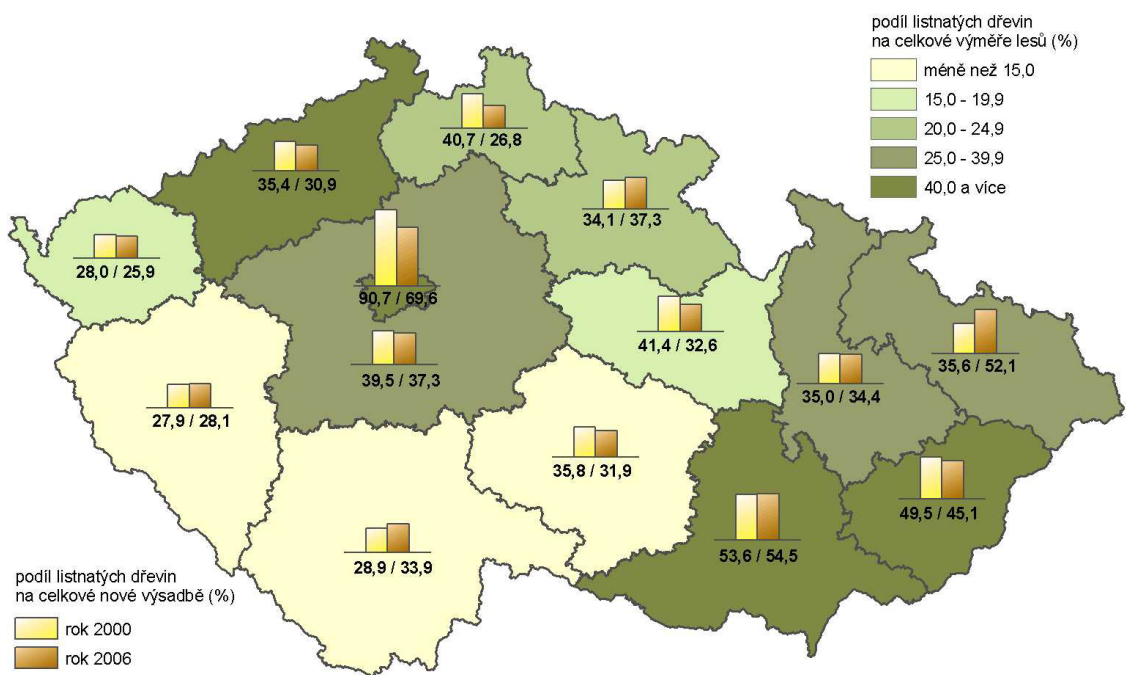 podíl listnatých dřevin
na celkové výměře lesů (%)
méně než 15,0
15,0 - 19,9
20,0 - 24,9
25,0 - 39,9
40,0 a více
40,7 / 26,8
35,4 / 30,9
34,1 / 37,3
28,0 / 25,9
90,7 / 69,6
41,4 / 32,6
39,5 / 37,3
35,6 / 52,1
35,0 / 34,4
27,9 / 28,1
35,8 / 31,9
49,5 / 45,1
53,6 / 54,5
28,9 / 33,9
podíl listnatých dřevin
na celkové nové výsadbě (%)
rok 2000
rok 2006